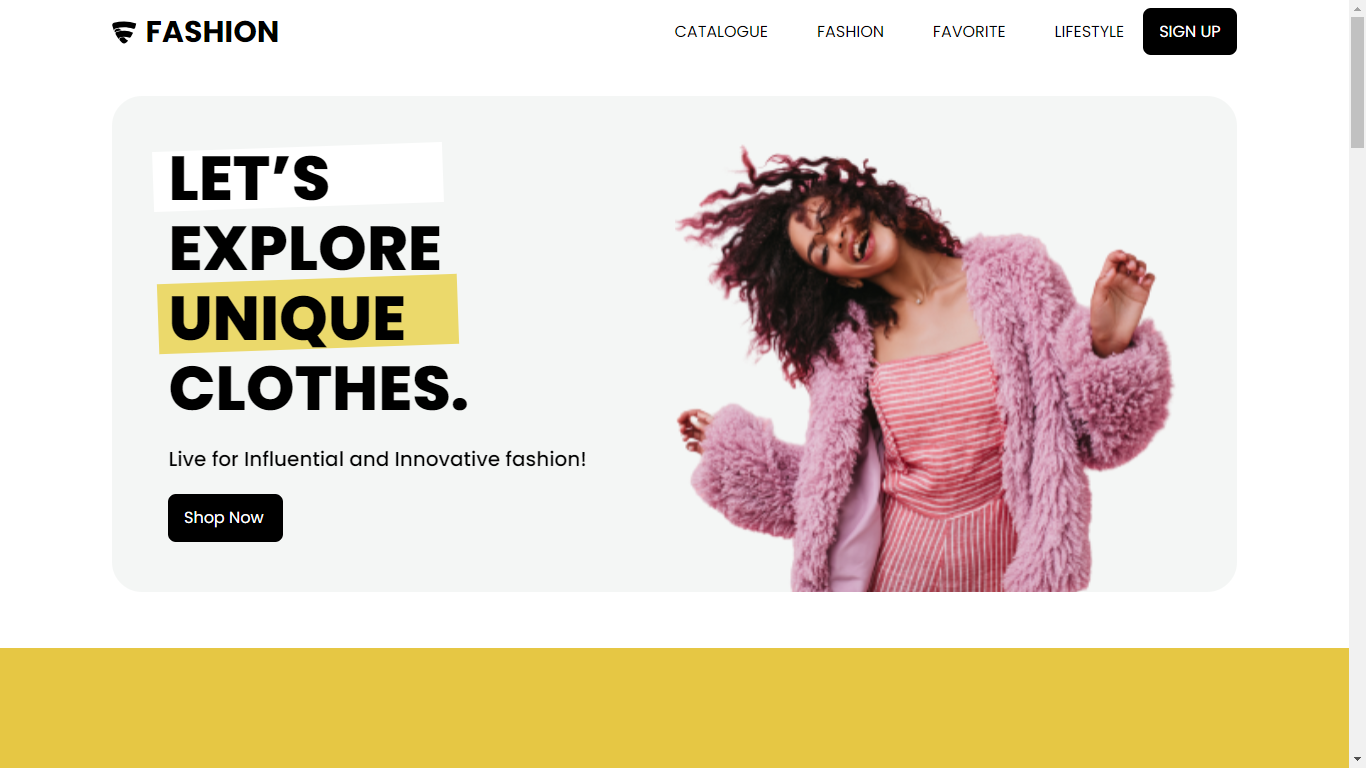 FASHION
CATALOGUE
FASHION
FAVORITE
LIFESTYLE
SIGN UP
LET’S
EXPLORE
UNIQUE
CLOTHES.
Live for Influential and Innovative fashion!
Shop Now